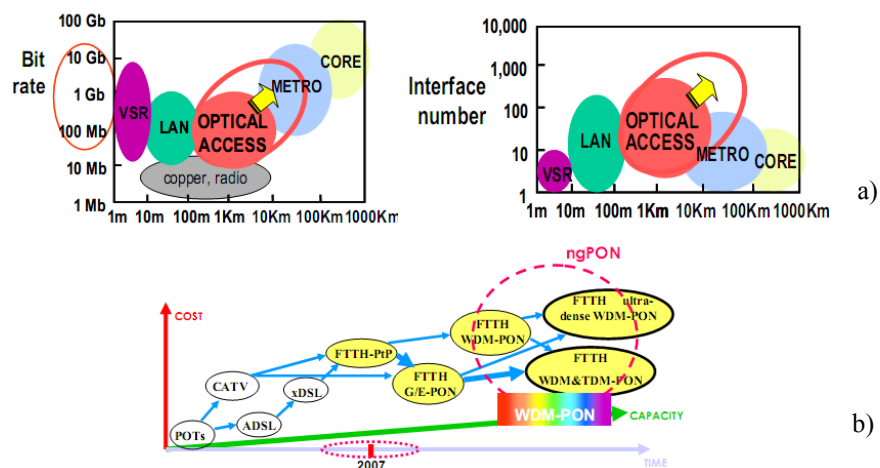 Bit
rate
100 Gb
10 Gb
1 Gb
100 Mb
10 Mb
1 Mb
VSR
LAN
OPTICAL
ACCESS
METRO
CORE
copper, radio
1m 10m 100m 1Km 10Km 100Km 1000Km
Interface
number
10,000
1,000
100
10
1
VSR
LAN
OPTICAL
ACCESS
METRO
CORE
1m 10m 100m 1Km 10Km 100Km 1000Km
a)
ngPON
COST
POTs
CATV
ADSL
xDSL
FTTH-PtP
FTTH
G/E-PON
FTTH
WDM-PON
FTTH ultra-
dense WDM-PON
FTTH
WDM&TDM-PON
WDM-PON
CAPACITY
b)
2007
TIME